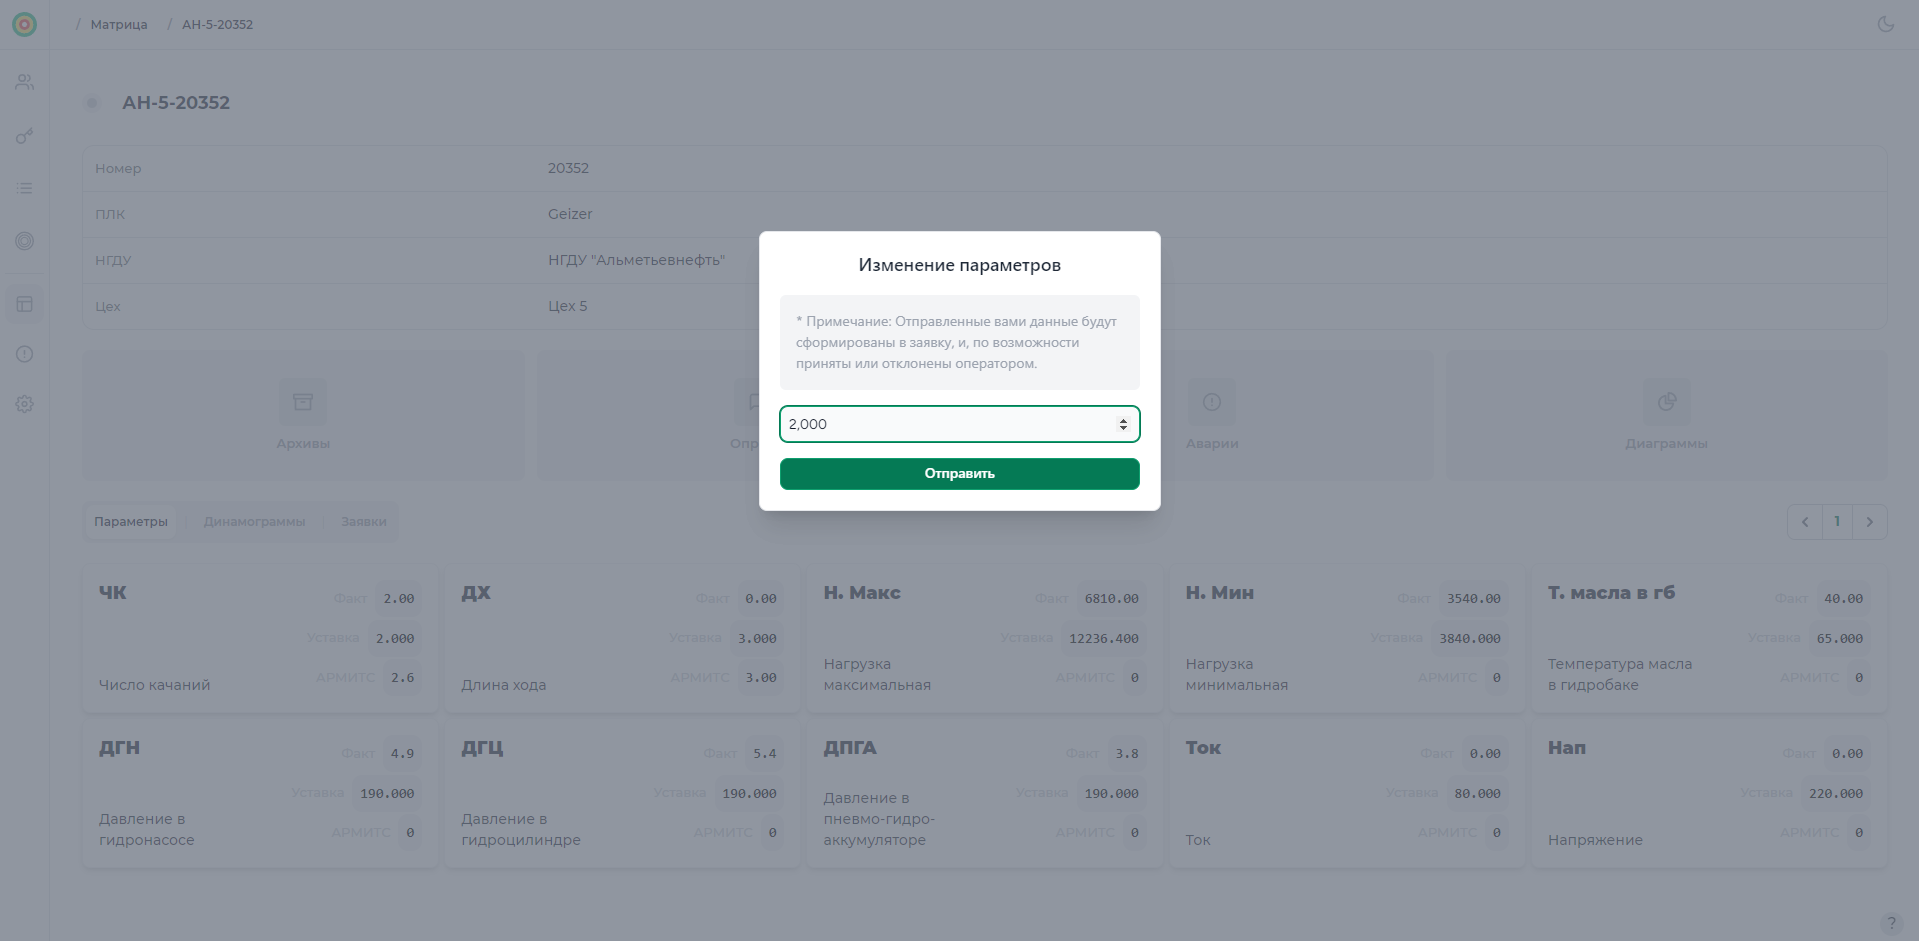 / Матрица / АН-5-20352
АН-5-20352
Номер 20352
ПЛК Geizer
НГДУ НГДУ "Альметьевнефть"
Цех Цех 5
Изменение параметров
* Примечание: Отправленные вами данные будут
сформированы в заявку, и, по возможности
приняты или отклонены оператором.
2,000
Отправить
Архивы
Опр
Аварии
Диаграммы
Параметры Динамограммы Заявки
1
ЧК
Факт 2.00
Уставка 2.000
АРМИТС 2.6
Число качаний
ДХ
Факт 0.00
Уставка 3.000
АРМИТС 3.00
Длина хода
Н. Макс
Факт 6810.00
Уставка 12236.400
АРМИТС 0
Нагрузка
максимальная
Н. Мин
Факт 3540.00
Уставка 3840.000
АРМИТС 0
Нагрузка
минимальная
Т. масла в гб
Факт 40.00
Уставка 65.000
АРМИТС 0
Температура масла
в гидробаке
ДГН
Факт 4.9
Уставка 190.000
АРМИТС 0
Давление в
гидронасосе
ДГЦ
Факт 5.4
Уставка 190.000
АРМИТС 0
Давление в
гидроцилиндре
ДПГА
Факт 3.8
Уставка 190.000
АРМИТС 0
Давление в
пневмо-гидро-
аккумуляторе
Ток
Факт 0.00
Уставка 80.000
АРМИТС 0
Ток
Нап
Факт 0.00
Уставка 220.000
АРМИТС 0
Напряжение
?